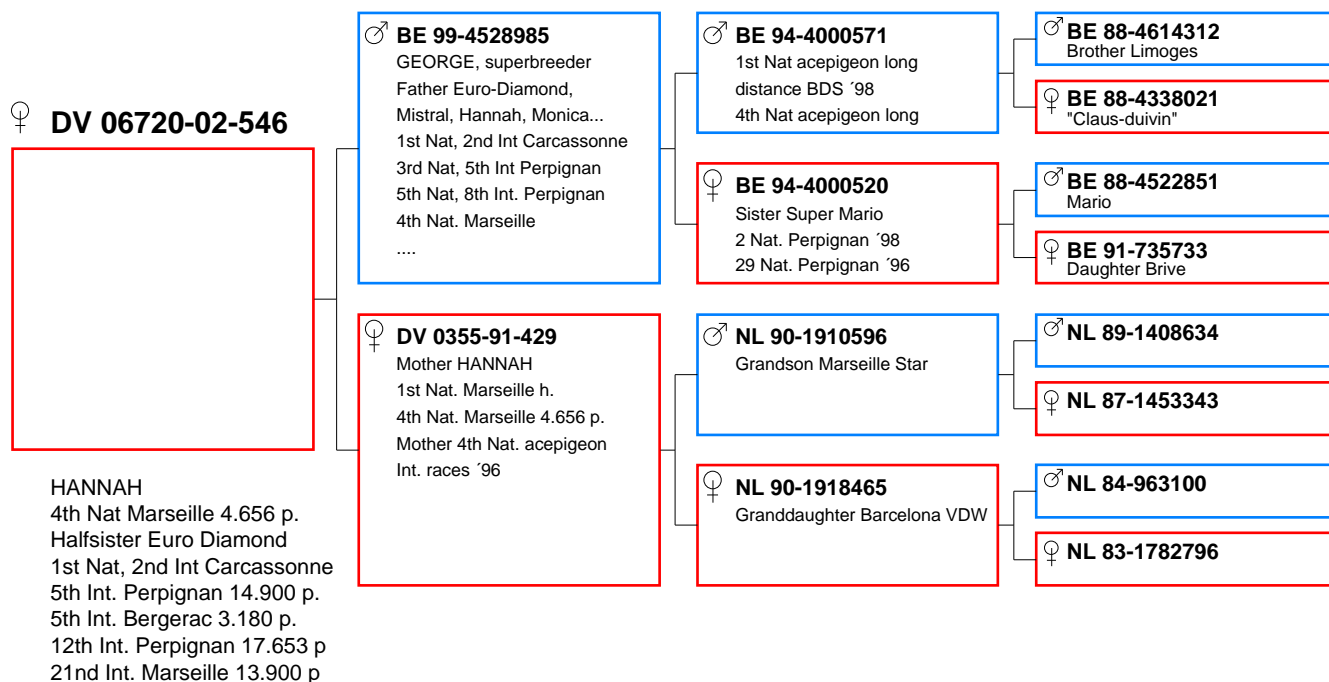 DV 06720-02-546
HANNAH
4th Nat Marseille 4.656 p.
Halfsister Euro Diamond
1st Nat, 2nd Int Carcassonne
5th Int. Perpignan 14.900 p.
5th Int. Bergerac 3.180 p.
12th Int. Perpignan 17.653 p
21nd Int. Marseille 13.900 p
BE 99-4528985
GEORGE, superbreeder
Father Euro-Diamond,
Mistral, Hannah, Monica...
1st Nat, 2nd Int Carcassonne
3rd Nat, 5th Int Perpignan
5th Nat, 8th Int. Perpignan
4th Nat. Marseille
....
DV 0355-91-429
Mother HANNAH
1st Nat. Marseille h.
4th Nat. Marseille 4.656 p.
Mother 4th Nat. acepigeon
Int. races ´96
BE 94-4000571
1st Nat acepigeon long
distance BDS ´98
4th Nat acepigeon long
BE 94-4000520
Sister Super Mario
2 Nat. Perpignan ´98
29 Nat. Perpignan ´96
NL 90-1910596
Grandson Marseille Star
NL 90-1918465
Granddaughter Barcelona VDW
BE 88-4614312
Brother Limoges
BE 88-4338021
"Claus-duivin"
BE 88-4522851
Mario
BE 91-735733
Daughter Brive
NL 89-1408634
NL 87-1453343
NL 84-963100
NL 83-1782796